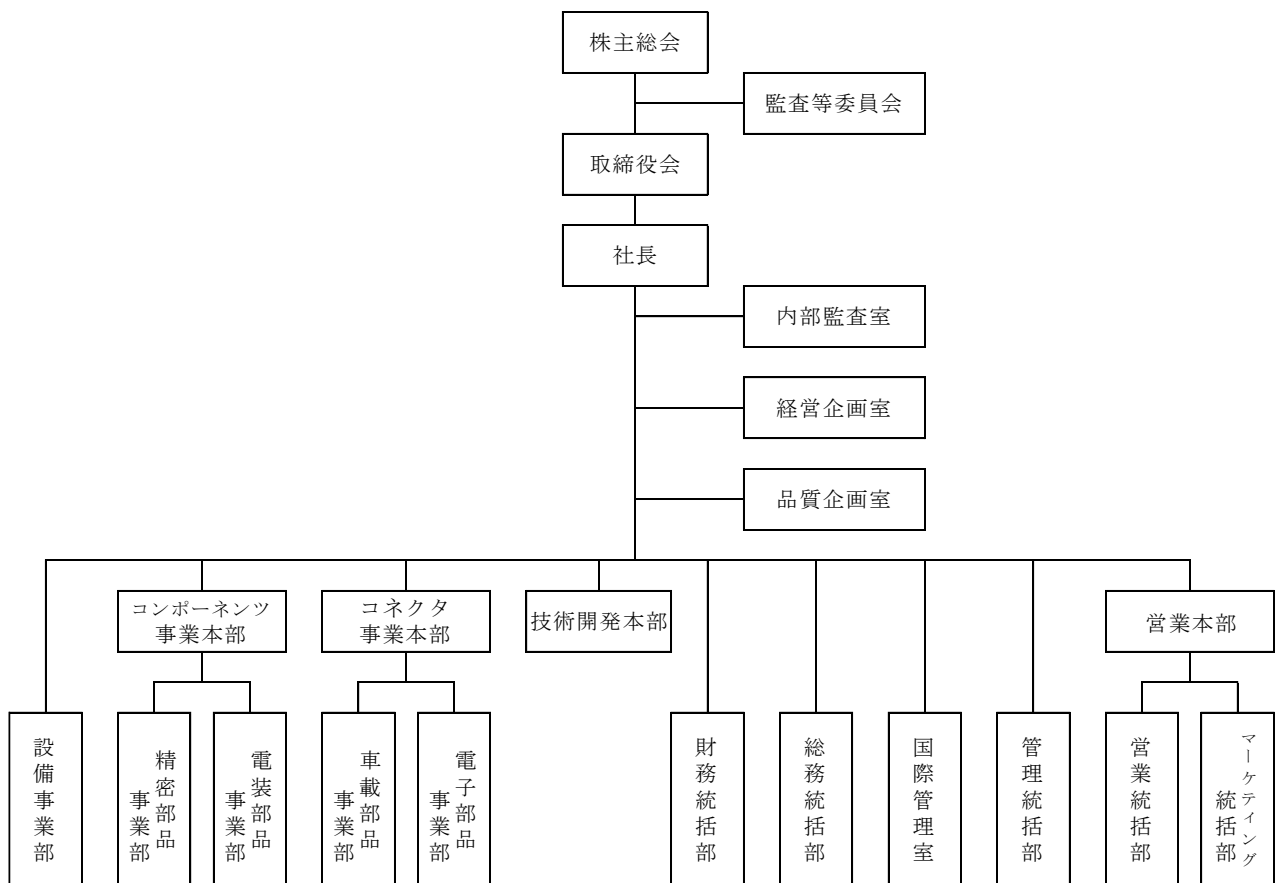 株主総会
監査等委員会
取締役会
社長
内部監査室
経営企画室
品質企画室
コンポーネンツ
事業本部
コネクタ
事業本部
技術開発本部
営業本部
設備事業部
精密部品
事業部
電装部品
事業部
車載部品
事業部
電子部品
事業部
財務統括部
総務統括部
国際管理室
管理統括部
営業統括部
マーケティング
統括部